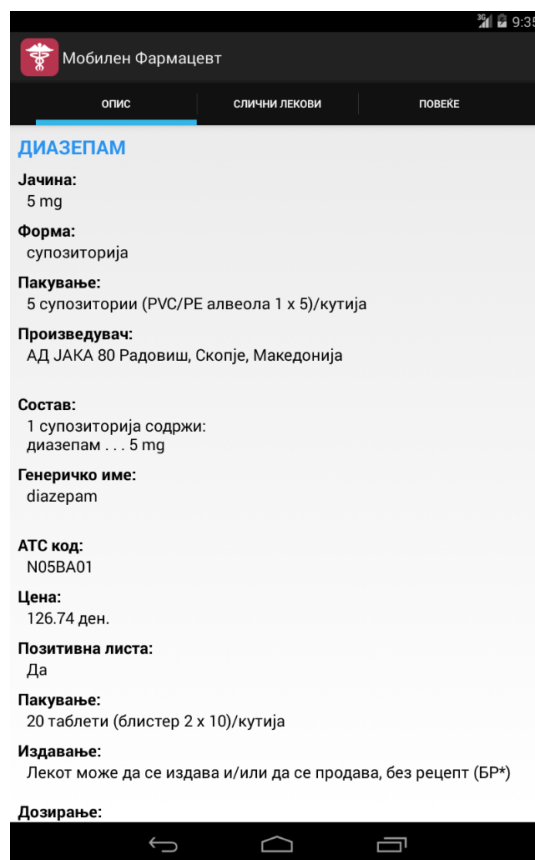 3G 9:35
Мобилен Фармацевт
ОПИС СЛИЧНИ ЛЕКОВИ ПОВЕЌЕ
ДИАЗЕПАМ
Јачина:
5 mg
Форма:
супозиторија
Пакување:
5 супозитории (PVC/PE алвеола 1 x 5)/кутија
Произведувач:
АД ЈАКА 80 Радовиш, Скопје, Македонија
Состав:
1 супозиторија содржи:
диазепам . . . 5 mg
Генеричко име:
diazepam
АТС код:
N05BA01
Цена:
126.74 ден.
Позитивна листа:
Да
Пакување:
20 таблети (блистер 2 x 10)/кутија
Издавање:
Лекот може да се издава и/или да се продава, без рецепт (БР*)
Дозирање: